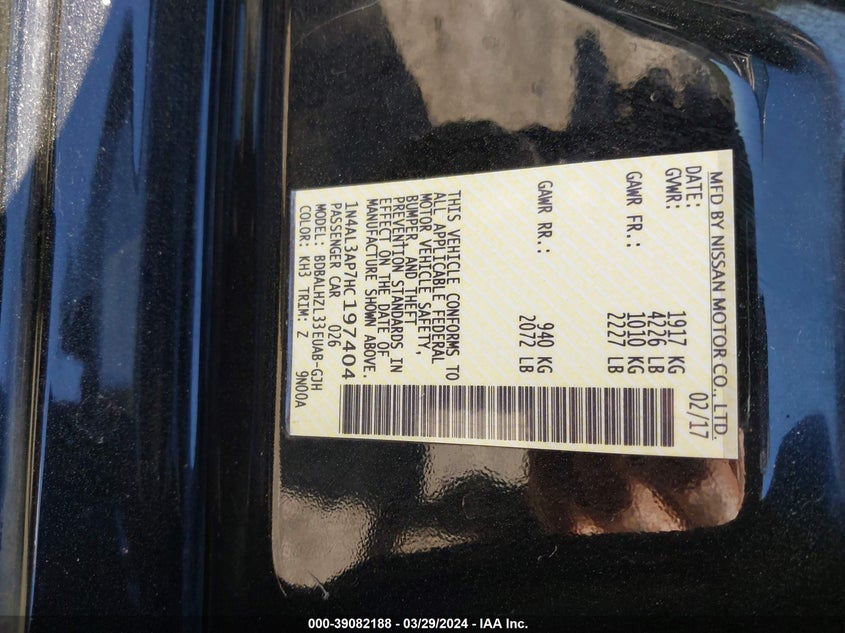 MFD BY NISSAN MOTOR CO., LTD.
DATE: 02/17
GVWR: 1917 KG
4226 LB
GAWR FR.: 1010 KG
2227 LB
GAWR RR.: 940 KG
2072 LB
THIS VEHICLE CONFORMS TO
ALL APPLICABLE FEDERAL
MOTOR VEHICLE SAFETY,
BUMPER, AND THEFT
PREVENTION STANDARDS IN
EFFECT ON THE DATE OF
MANUFACTURE SHOWN ABOVE.
1N4AL3AP7HC197404
PASSENGER CAR 026
MODEL: BDBALHZL33EUAB-GJH
COLOR: KH3 TRIM: Z 9N00A
000-39082188 - 03/29/2024 - IAA Inc.